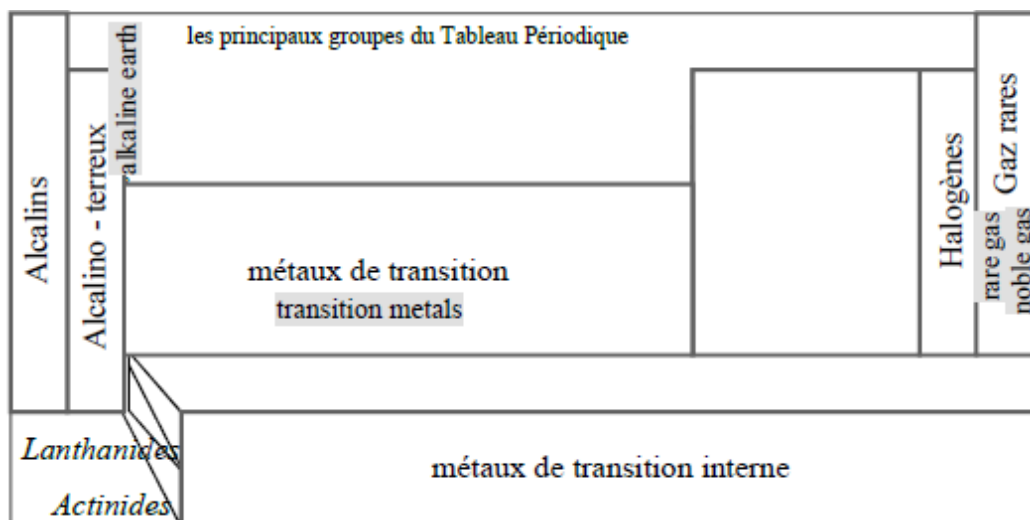 les principaux groupes du Tableau Périodique
Alcalins
Alcalino - terreux
alkaline earth
métaux de transition
transition metals
Halogènes
Gaz rares
rare gas
noble gas
Lanthanides
Actinides
métaux de transition interne